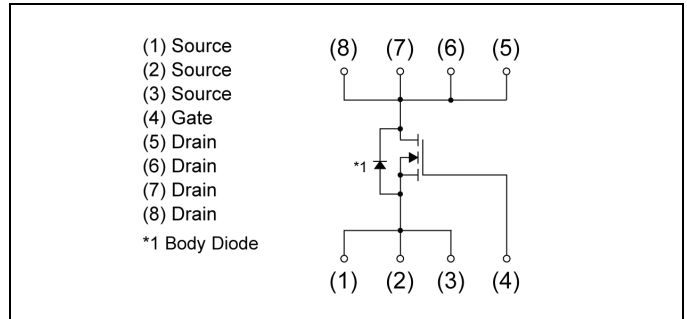 (1) Source
(2) Source
(3) Source
(4) Gate
(5) Drain
(6) Drain
(7) Drain
(8) Drain
*1 Body Diode
(8) (7) (6) (5)
*1
(1) (2) (3) (4)